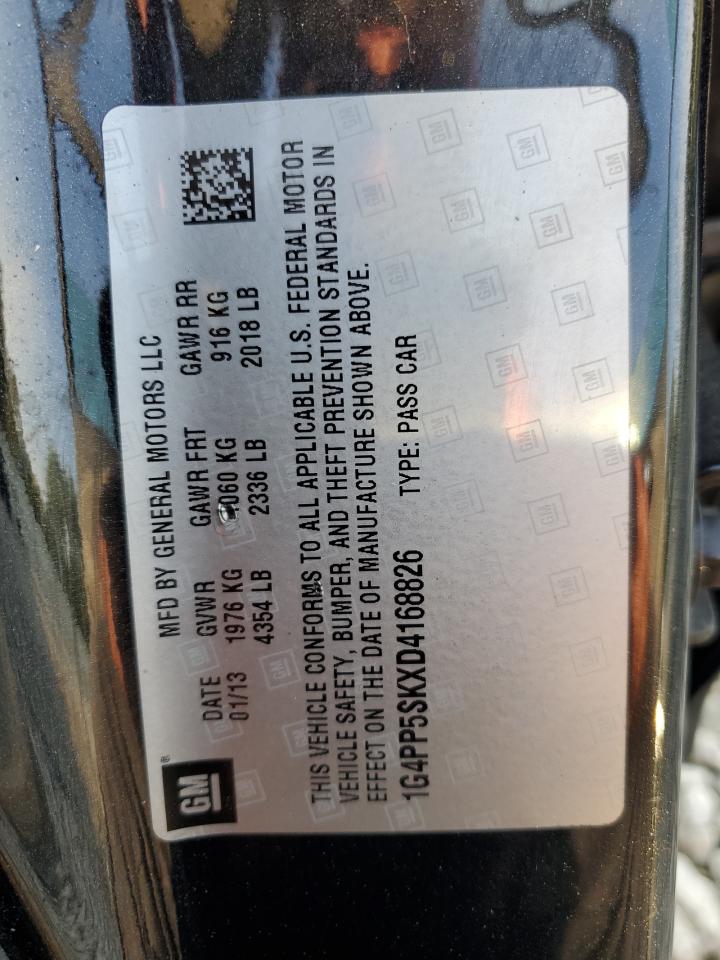 GM®
MFD BY GENERAL MOTORS LLC
DATE GVWR GAWR FRT GAWR RR
01/13 1976 KG 1060 KG 916 KG
4354 LB 2336 LB 2018 LB
THIS VEHICLE CONFORMS TO ALL APPLICABLE U.S. FEDERAL MOTOR
VEHICLE SAFETY, BUMPER, AND THEFT PREVENTION STANDARDS IN
EFFECT ON THE DATE OF MANUFACTURE SHOWN ABOVE.
1G4PP5SKXD4168826 TYPE: PASS CAR